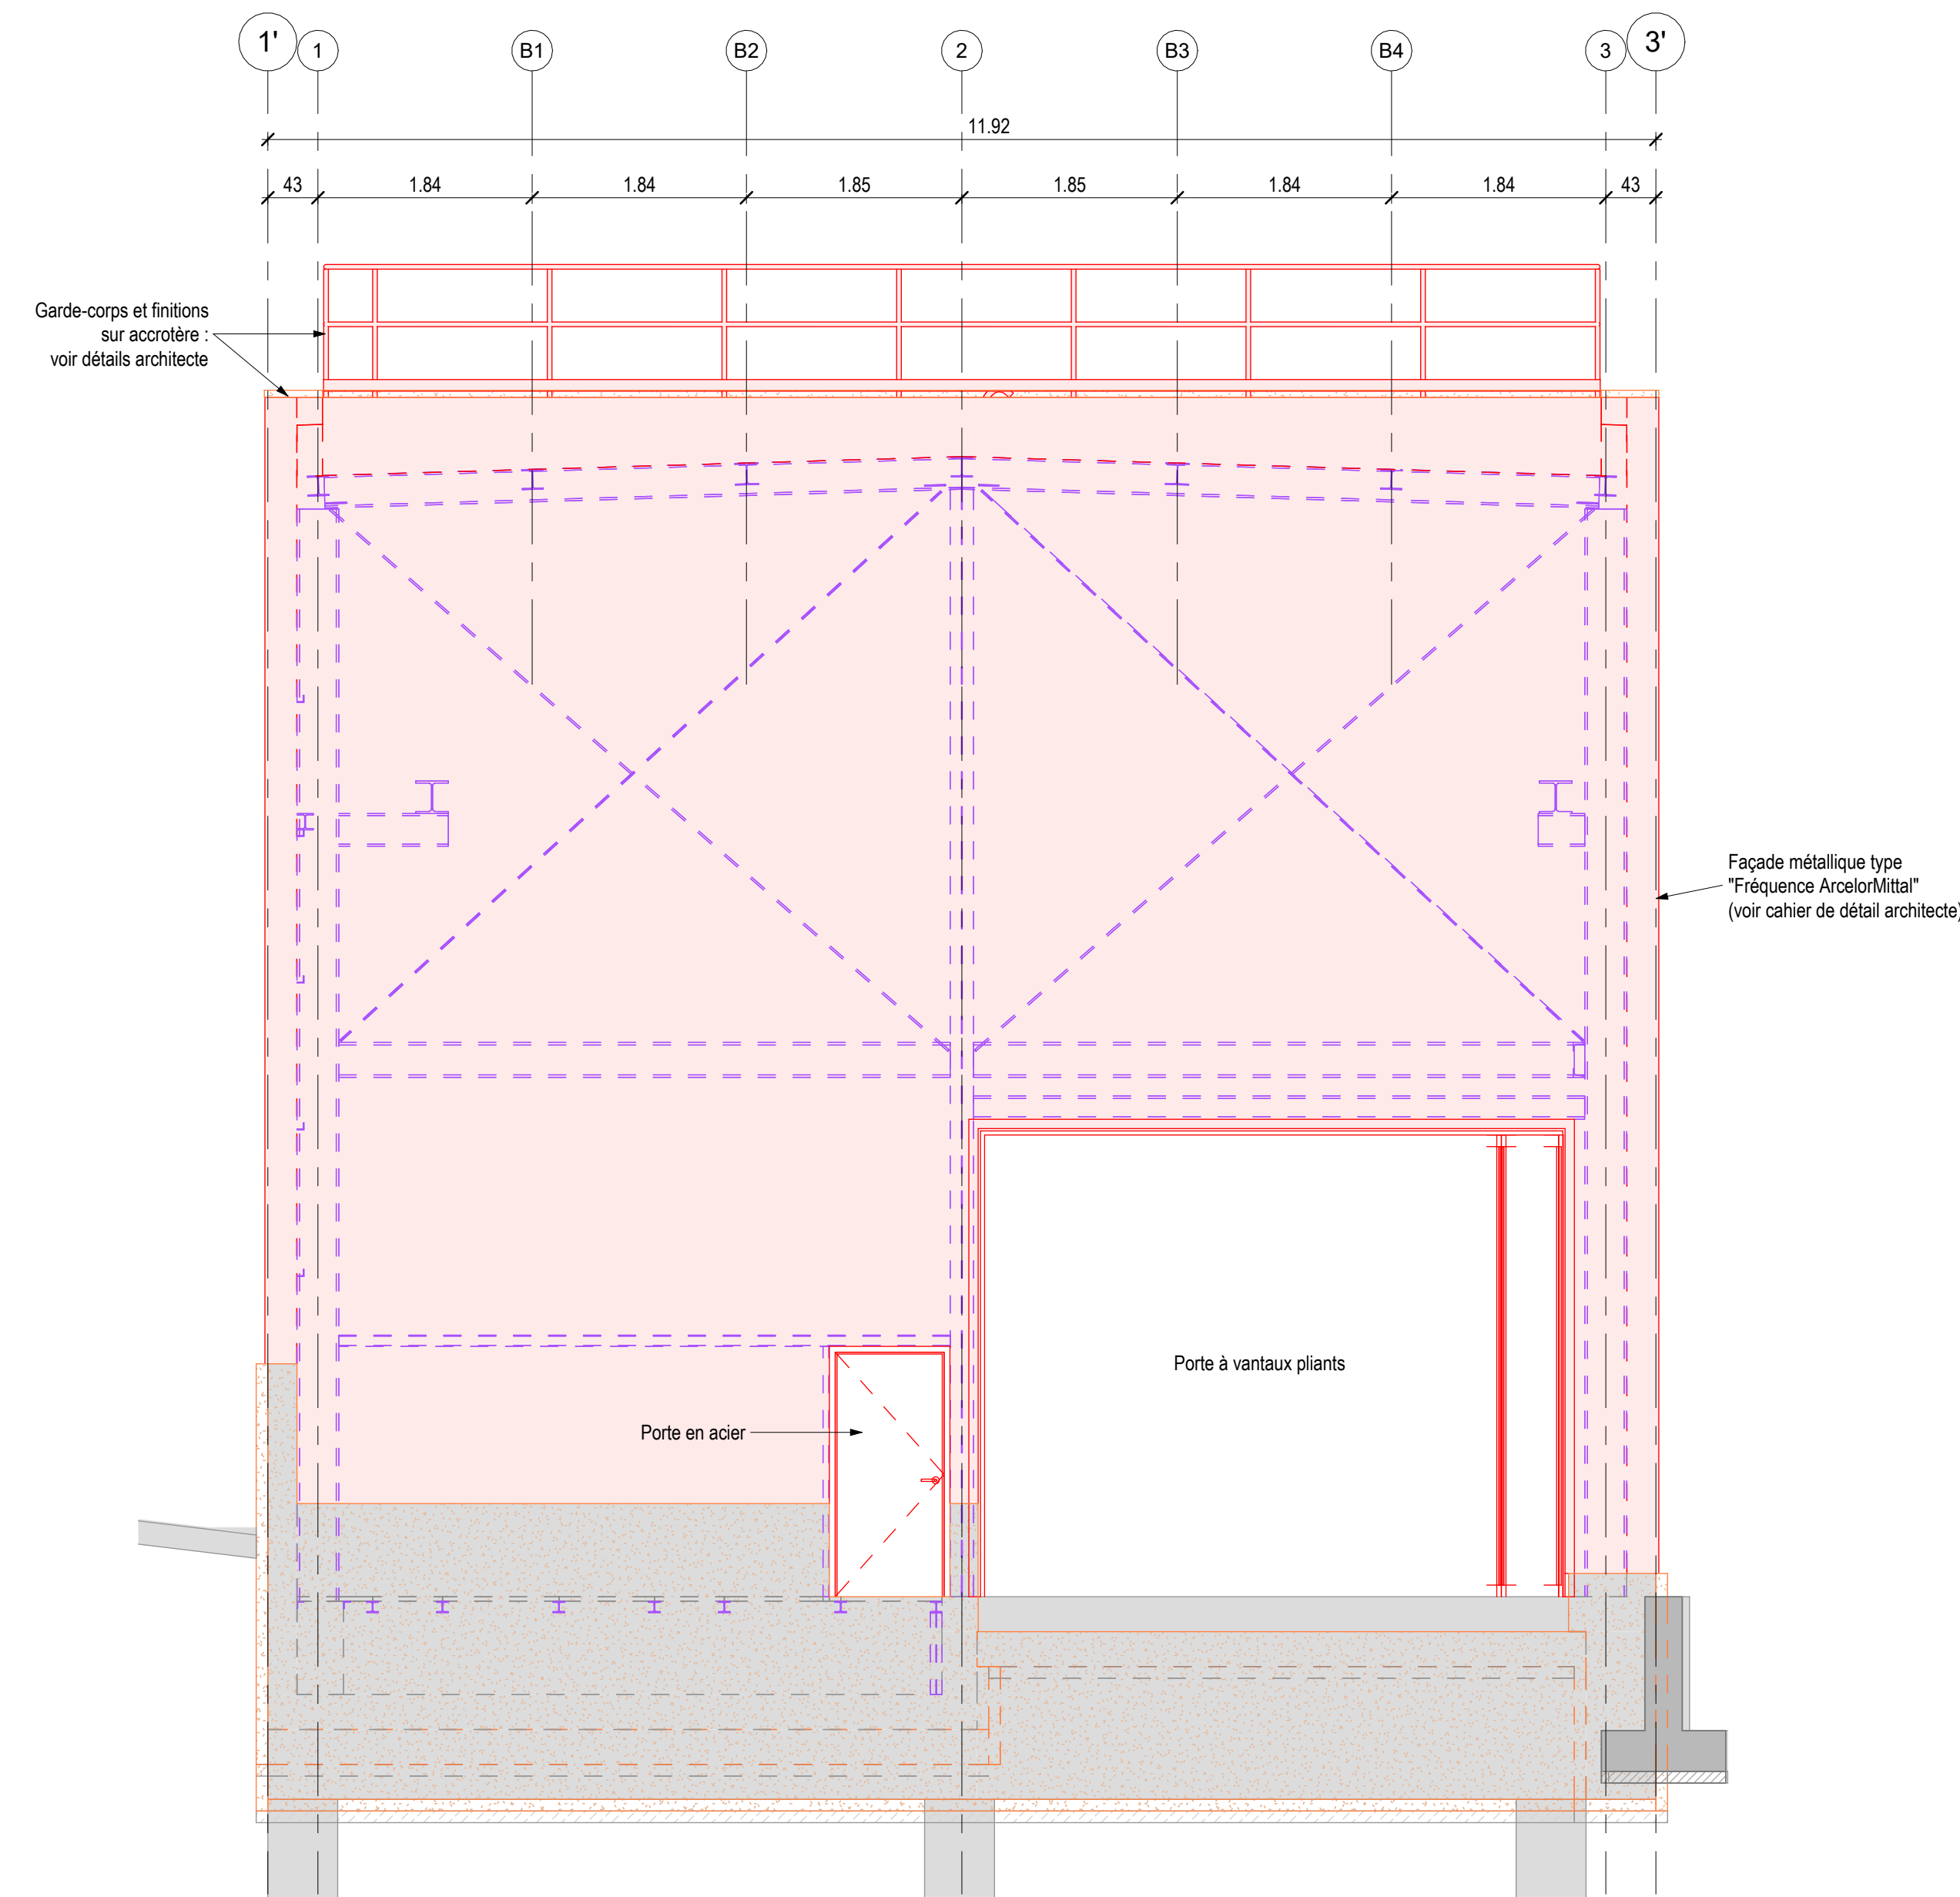 1'
1
B1
B2
2
B3
B4
3
3'
11.92
43
1.84
1.84
1.85
1.85
1.84
1.84
43
Garde-corps et finitions
sur accrotère :
voir détails architecte
Façade métallique type
"Fréquence ArcelorMittal"
(voir cahier de détail architecte)
Porte à vantaux pliants
Porte en acier